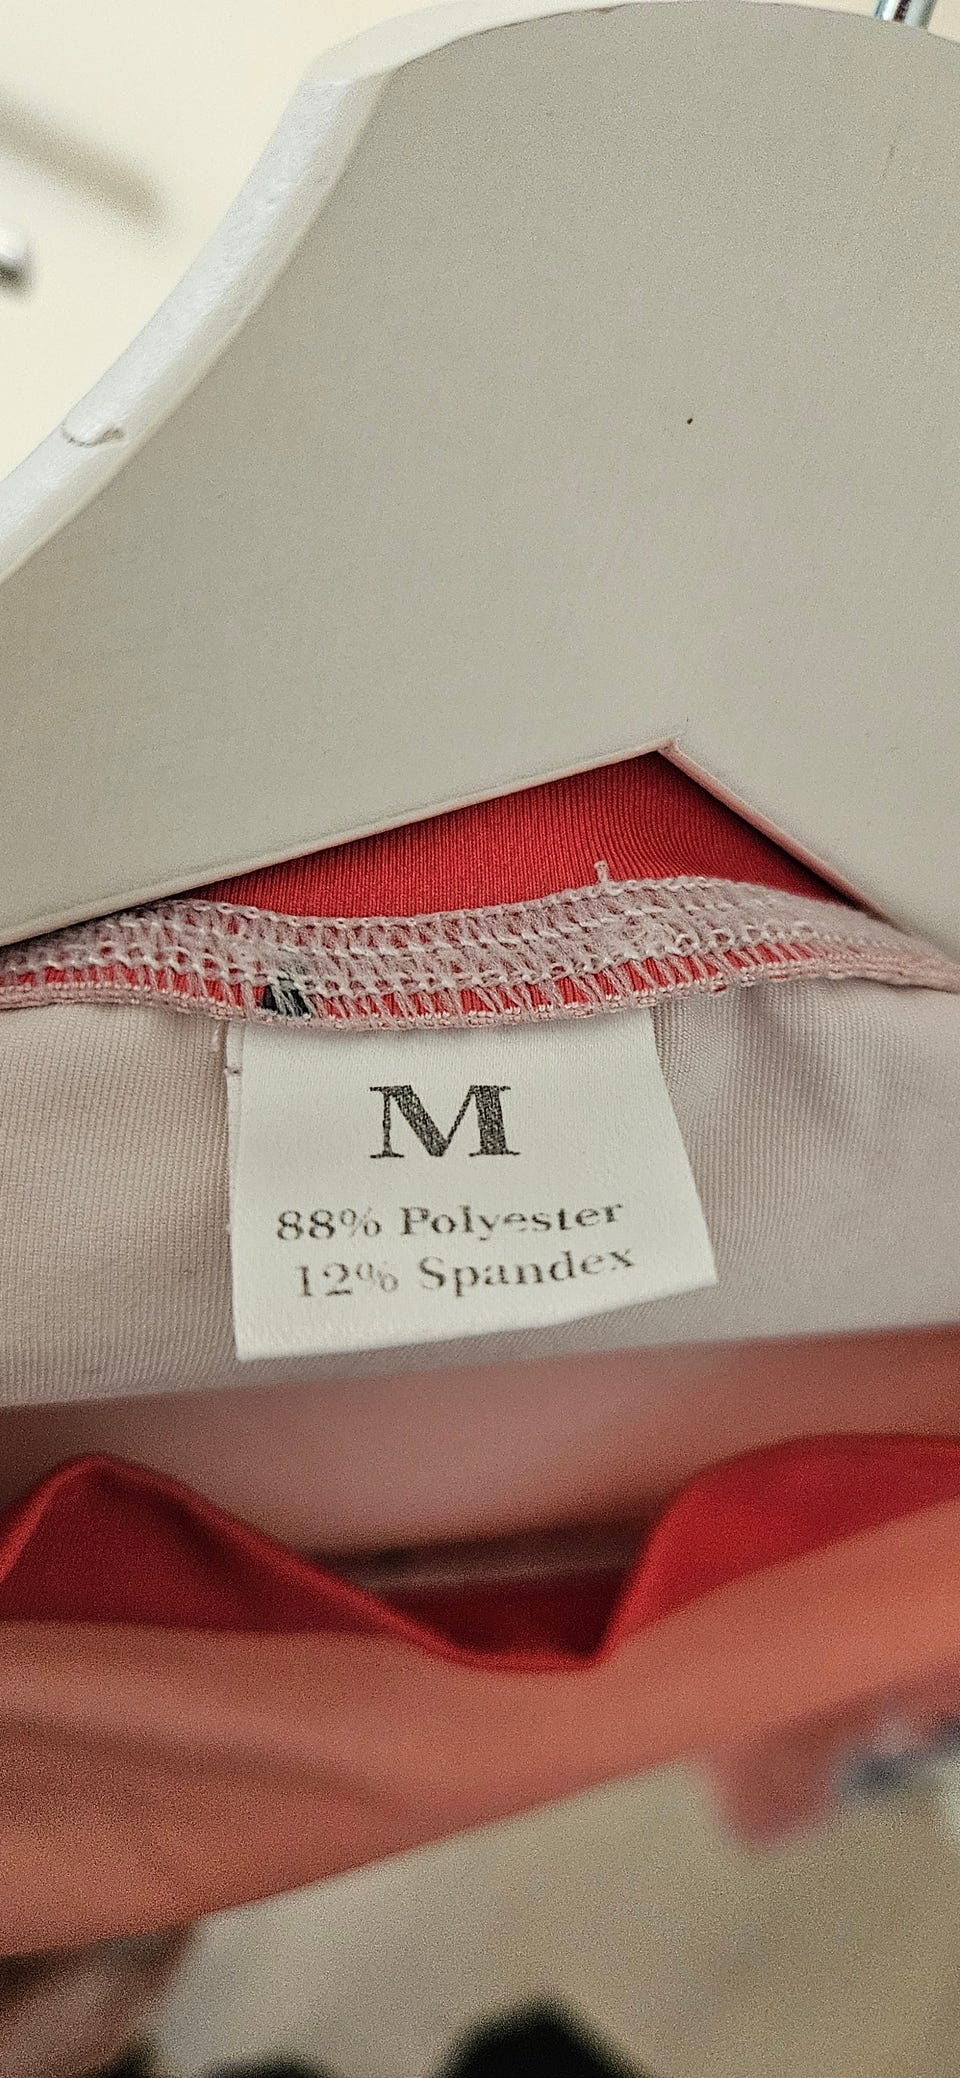 M
88% Polyester
12% Spandex